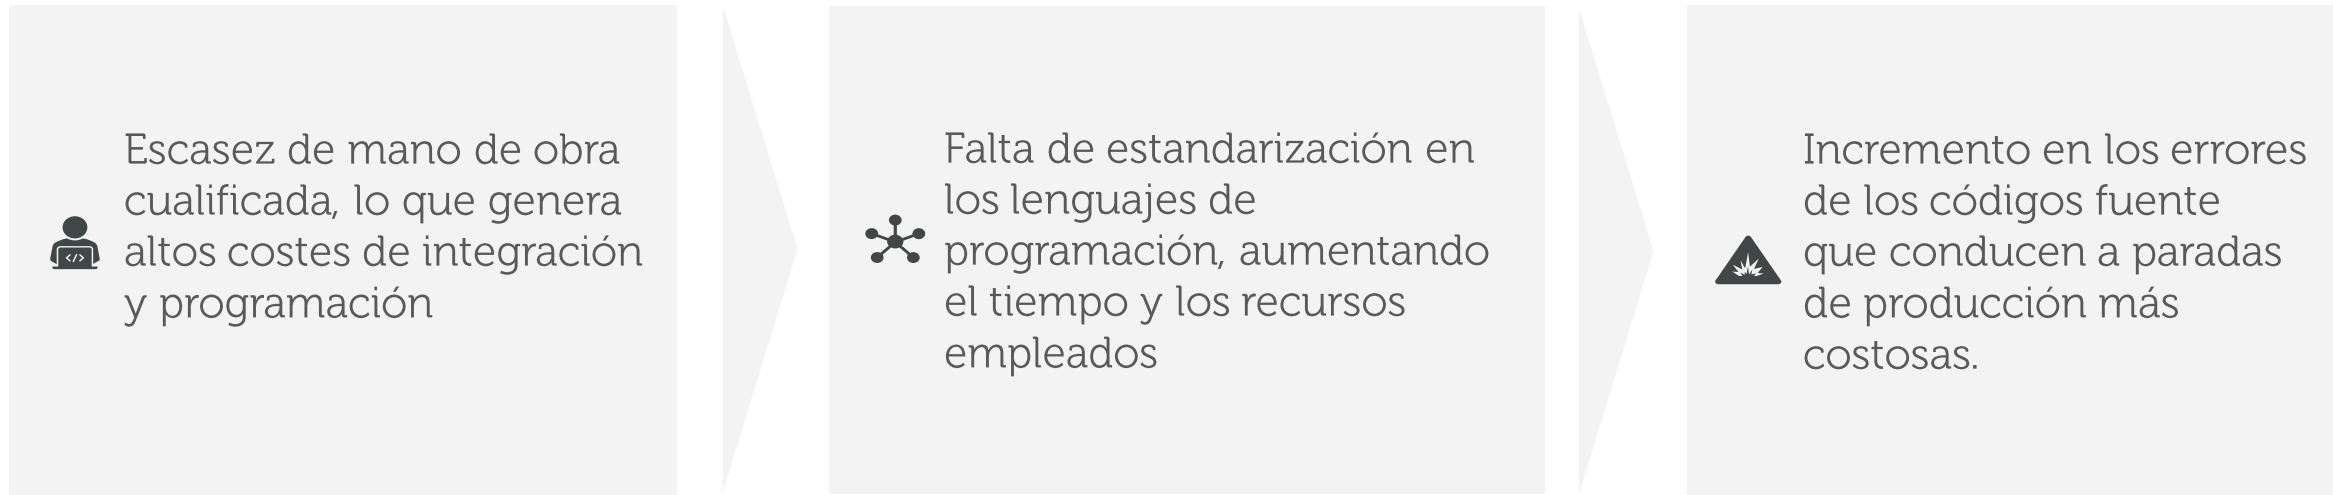 Escasez de mano de obra
cualificada, lo que genera
altos costes de integración
y programación
Falta de estandarización en
los lenguajes de
programación, aumentando
el tiempo y los recursos
empleados
Incremento en los errores
de los códigos fuente
que conducen a paradas
de producción más
costosas.